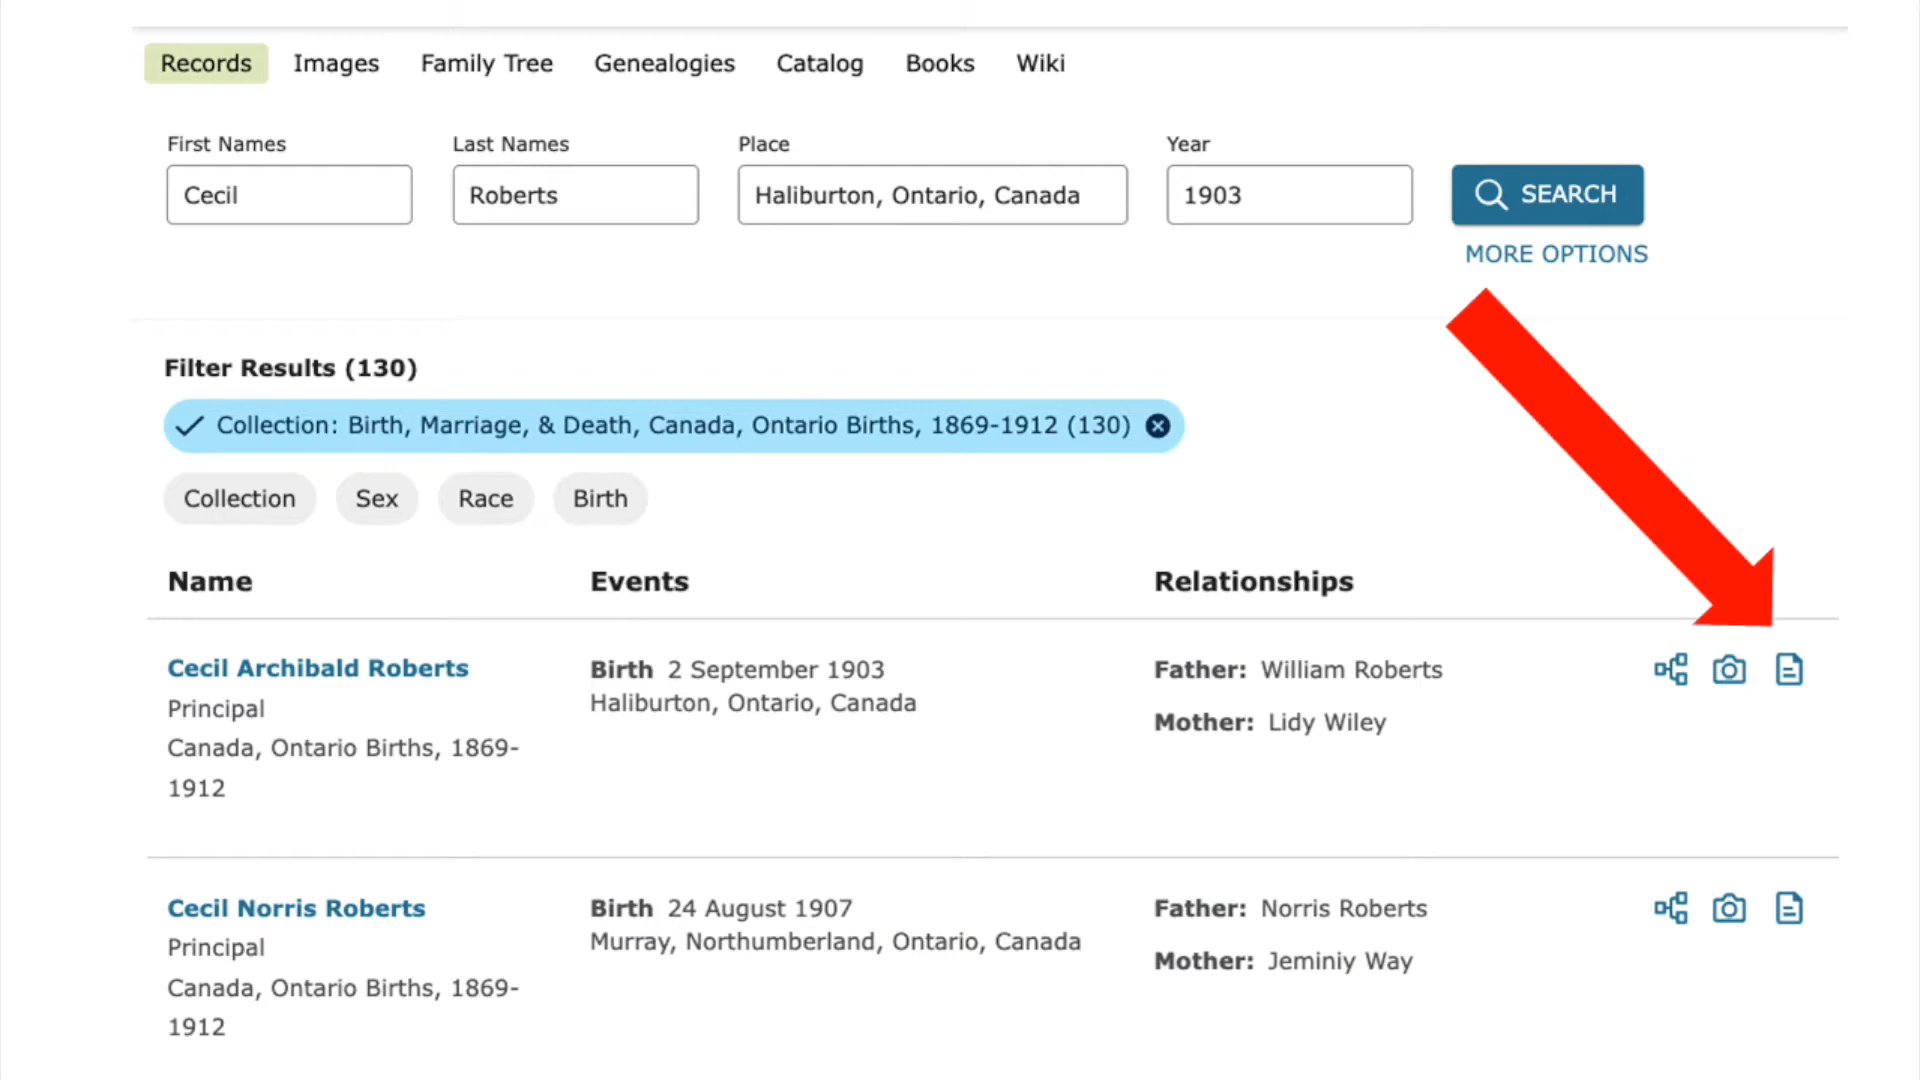 Records Images Family Tree Genealogies Catalog Books Wiki
First Names Last Names Place Year
Cecil Roberts Haliburton, Ontario, Canada 1903 SEARCH
MORE OPTIONS
Filter Results (130)
Collection: Birth, Marriage, & Death, Canada, Ontario Births, 1869-1912 (130)
Collection Sex Race Birth
Name Events Relationships
Cecil Archibald Roberts Birth 2 September 1903 Father: William Roberts
Principal Haliburton, Ontario, Canada Mother: Lidy Wiley
Canada, Ontario Births, 1869-
1912
Cecil Norris Roberts Birth 24 August 1907 Father: Norris Roberts
Principal Murray, Northumberland, Ontario, Canada Mother: Jeminiy Way
Canada, Ontario Births, 1869-
1912